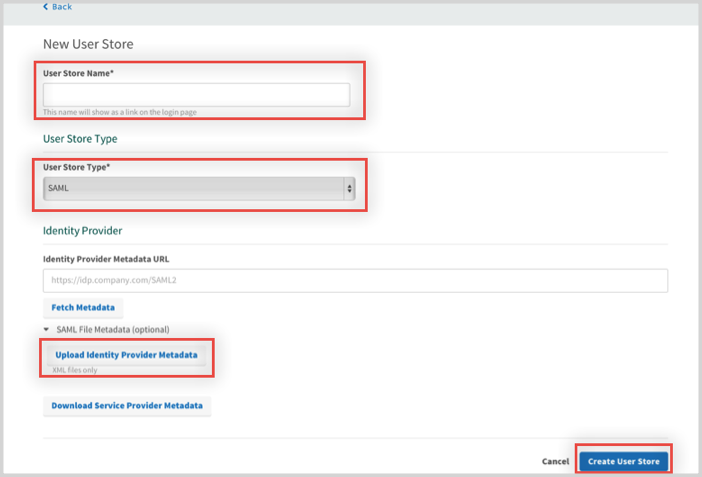 Back
New User Store
User Store Name*
This name will show as a link on the login page
User Store Type
User Store Type*
SAML
Identity Provider
Identity Provider Metadata URL
https://idp.company.com/SAML2
Fetch Metadata
SAML File Metadata (optional)
Upload Identity Provider Metadata
XML files only
Download Service Provider Metadata
Cancel Create User Store